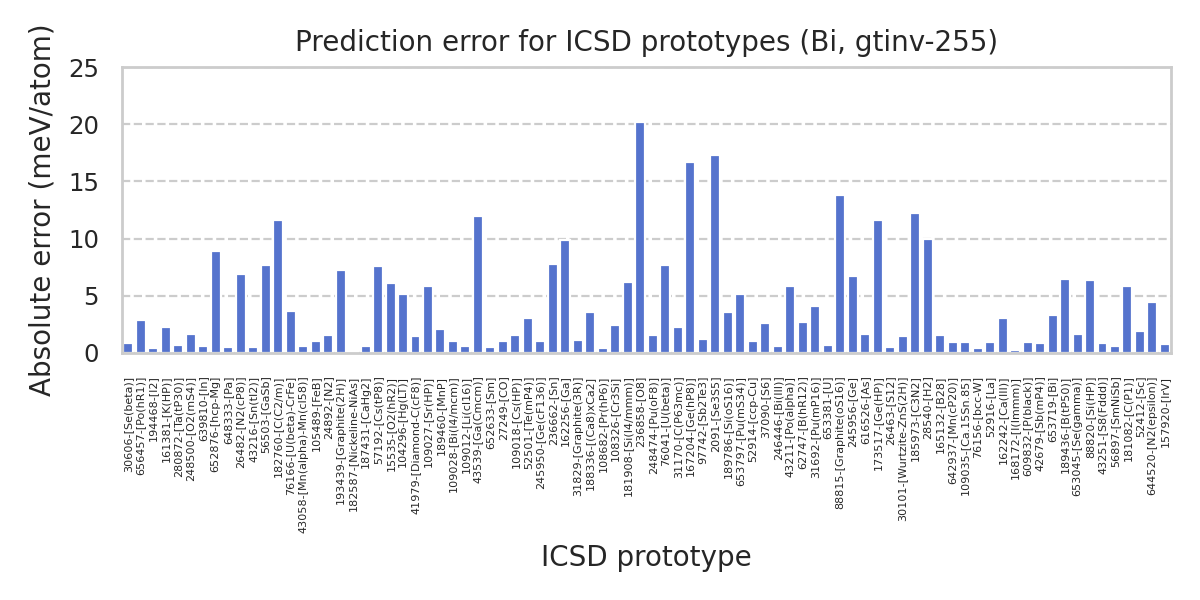 Prediction error for ICSD prototypes (Bi, gtinv-255)
Absolute error (meV/atom)
25
20
15
10
5
0
30606-[Se(beta)]
656457-[Po(hR1)]
194468-[I2]
161381-[K(HP)]
280872-[Ta(tP30)]
248500-[O2(mS4)]
639810-[In]
652876-[hcp-Mg]
648333-[Pa]
26482-[N2(cP8)]
43216-[Sn(tI2)]
56503-[GaSb]
182760-[C(C2/m)]
76166-[U(beta)-CrFe]
43058-[Mn(alpha)-Mn(cI58)]
105489-[FeB]
24892-[N2]
193439-[Graphite(2H)]
182587-[Nickeline-NiAs]
187431-[CaHg2]
57192-[Cs(tP8)]
15535-[O2(hR2)]
104296-[Hg(LT)]
41979-[Diamond-C(cF8)]
109027-[Sr(HP)]
189460-[MnP]
109028-[Bi(I4/mcm)]
109012-[Li(cI16)]
43539-[Ga(Cmcm)]
652633-[Sm]
27249-[CO]
109018-[Cs(HP)]
52501-[Te(mP4)]
245950-[Ge(cF136)]
236662-[Sn]
162256-[Ga]
31829-[Graphite(3R)]
188336-[(Ca8)xCa2]
108682-[Pr(hP6)]
108326-[Cr3Si]
181908-[Si(I4/mmm)]
236858-[O8]
248474-[Pu(oF8)]
76041-[U(beta)]
31170-[C(P63mc)]
167204-[Ge(hP8)]
97742-[Sb2Te3]
2091-[Se3S5]
189786-[Si(oS16)]
653797-[Pu(mS34)]
52914-[ccp-Cu]
37090-[S6]
246446-[Bi(III)]
43211-[Po(alpha)]
62747-[B(hR12)]
31692-[Pu(mP16)]
653381-[U]
88815-[Graphite(oS16)]
245956-[Ge]
616526-[As]
26463-[S12]
30101-[Wurtzite-ZnS(2H)]
173517-[Ge(HP)]
185973-[C3N2]
28540-[H2]
165132-[B28]
642937-[Mn(cP20)]
109035-[Ca.15Sn.85]
76156-[bcc-W]
52916-[La]
162242-[Ca(III)]
168172-[I(Immm)]
609832-[P(black)]
42679-[Sb(mP4)]
653719-[Bi]
189436-[B(tP50)]
653045-[Se(gamma)]
88820-[Si(HP)]
43251-[S8(Fddd)]
56897-[SmNiSb]
181082-[C(P1)]
52412-[Sc]
644520-[N2(epsilon)]
157920-[IrV]
ICSD prototype